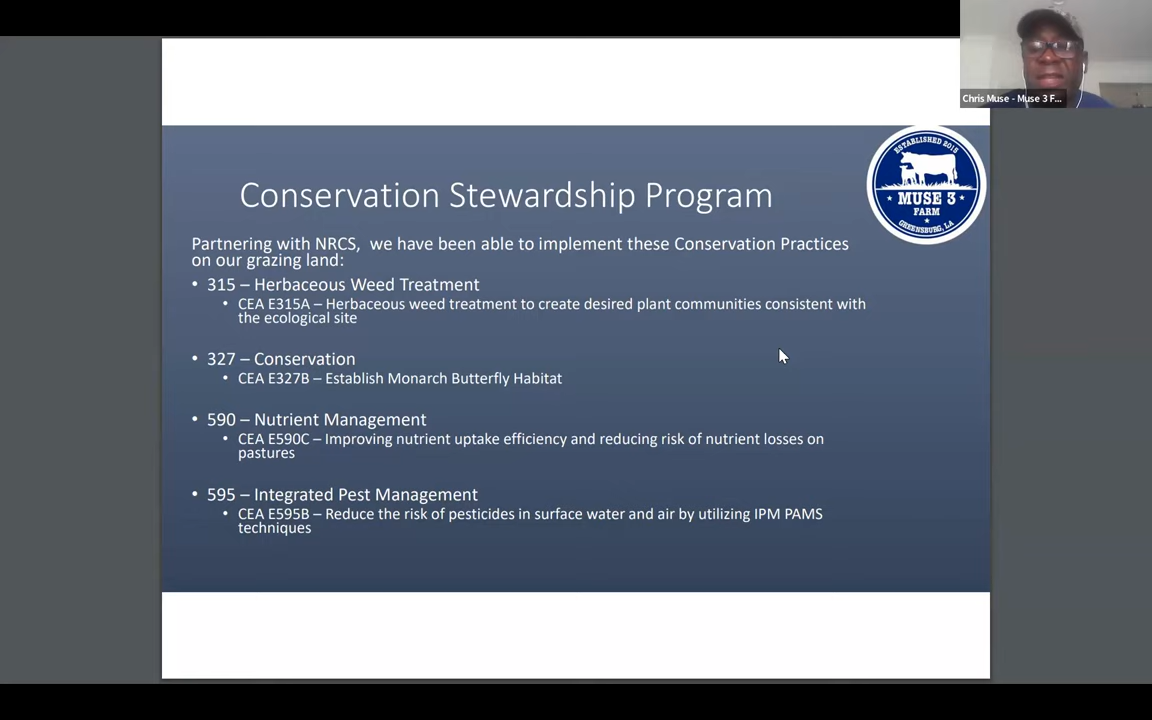 Chris Muse - Muse 3 F...
ESTABLISHED 2015
MUSE 3
FARM
GREENSBURG, LA
Conservation Stewardship Program
Partnering with NRCS,  we have been able to implement these Conservation Practices
on our grazing land:
• 315 – Herbaceous Weed Treatment
• CEA E315A – Herbaceous weed treatment to create desired plant communities consistent with
the ecological site
• 327 – Conservation
• CEA E327B – Establish Monarch Butterfly Habitat
• 590 – Nutrient Management
• CEA E590C – Improving nutrient uptake efficiency and reducing risk of nutrient losses on
pastures
• 595 – Integrated Pest Management
• CEA E595B – Reduce the risk of pesticides in surface water and air by utilizing IPM PAMS
techniques